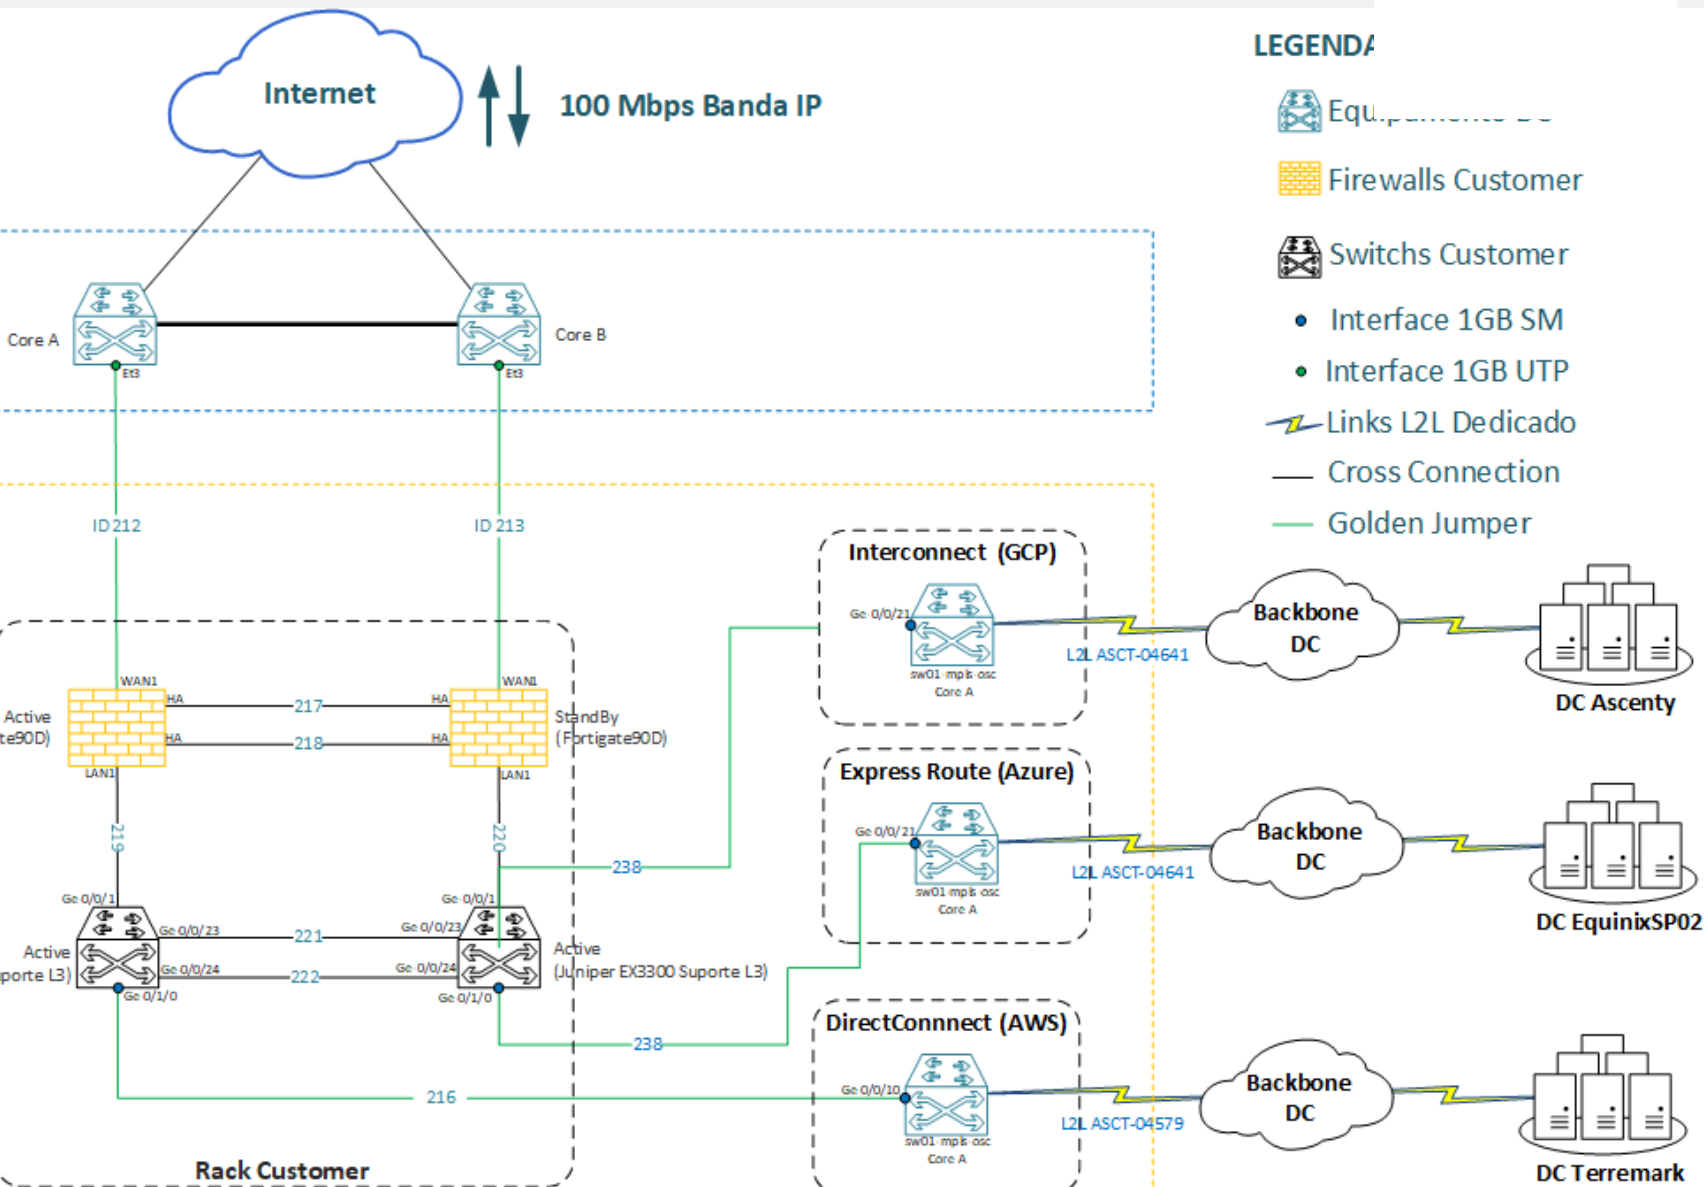 Internet
100 Mbps Banda IP
LEGENDA
Firewalls Customer
Switchs Customer
Interface 1GB SM
Interface 1GB UTP
Links L2L Dedicado
Cross Connection
Golden Jumper
Core A
Core B
Et3
Et3
ID 212
ID 213
WAN1
WAN1
HA
217
HA
HA
218
HA
Active
te90D)
StandBy
(Fortigate90D)
LAN1
LAN1
219
220
238
Ge 0/0/1
Ge 0/0/1
Ge 0/0/23
221
Ge 0/0/23
Ge 0/0/24
222
Ge 0/0/24
Active
porte L3)
Active
(Juniper EX3300 Suporte L3)
Ge 0/1/0
Ge 0/1/0
238
216
Rack Customer
Interconnect (GCP)
Ge 0/0/21
sw01-mpls-osc
Core A
L2L ASCT-04641
Backbone
DC
DC Ascenty
Express Route (Azure)
Ge 0/0/21
sw01-mpls-osc
Core A
L2L ASCT-04641
Backbone
DC
DC EquinixSP02
DirectConnnect (AWS)
Ge 0/0/10
sw01-mpls-osc
Core A
L2L ASCT-04579
Backbone
DC
DC Terremark